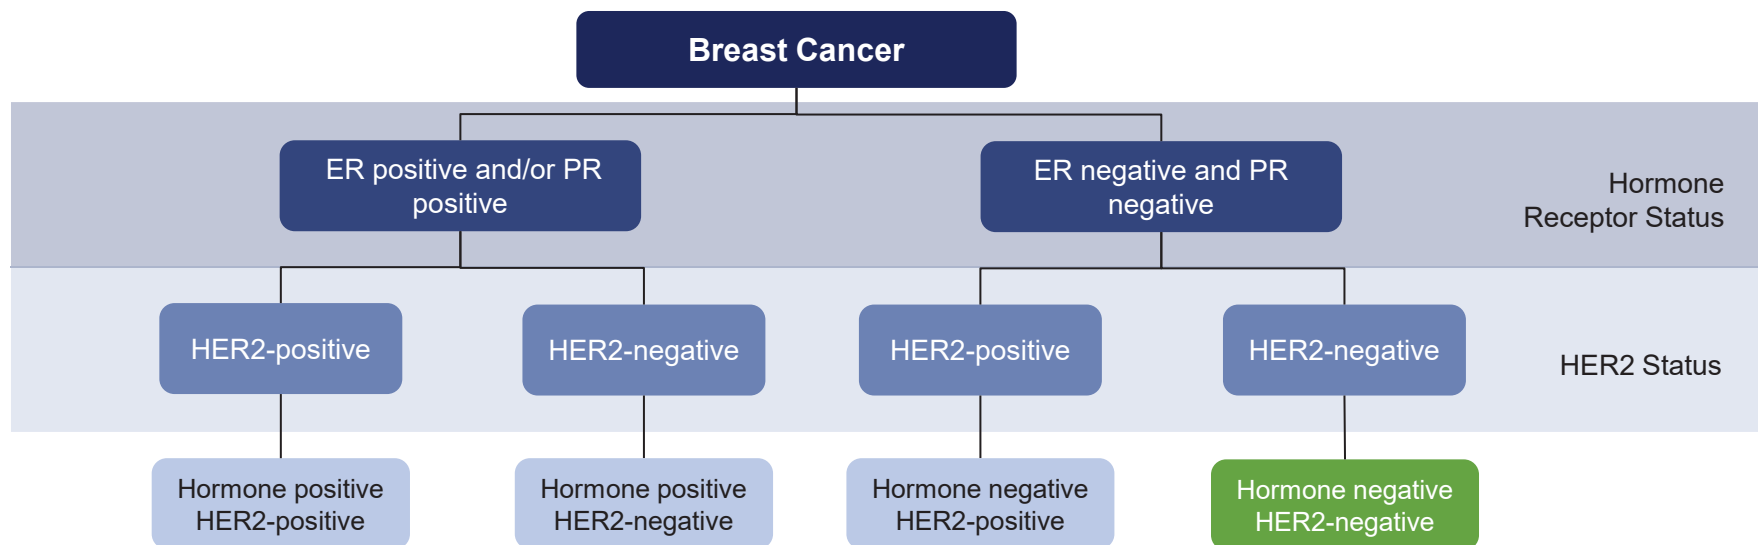 Breast Cancer
ER positive and/or PR
positive
ER negative and PR
negative
Hormone
Receptor Status
HER2-positive
HER2-negative
HER2-positive
HER2-negative
HER2 Status
Hormone positive
HER2-positive
Hormone positive
HER2-negative
Hormone negative
HER2-positive
Hormone negative
HER2-negative